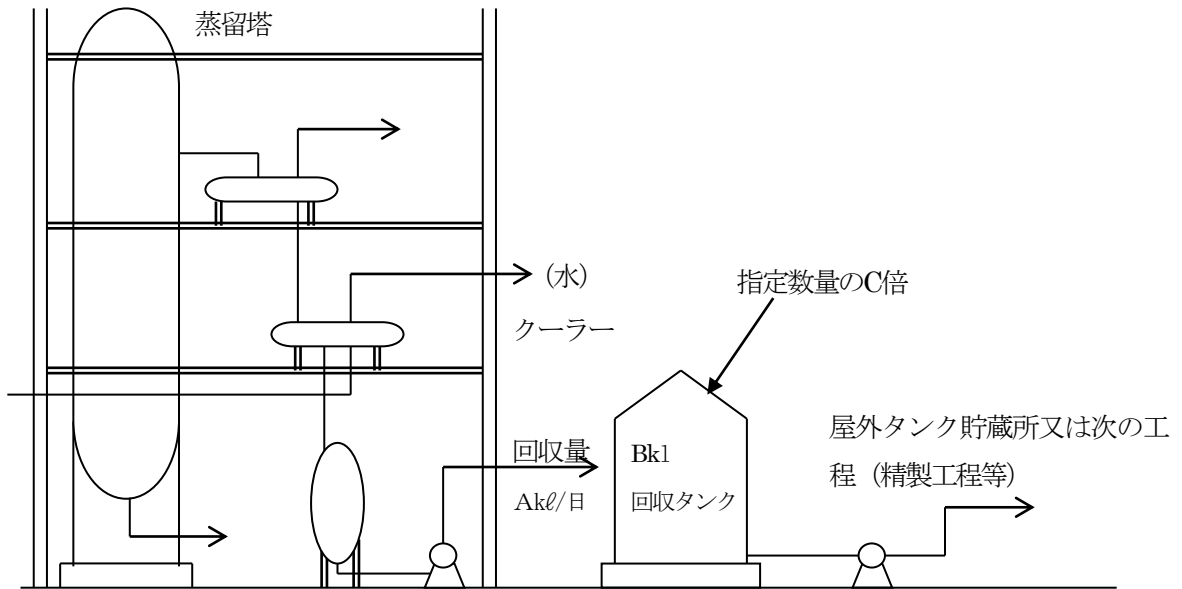 蒸留塔
（水）
クーラー
指定数量のC倍
回収量
Akℓ/日
Bkl
回収タンク
屋外タンク貯蔵所又は次の工
程（精製工程等）